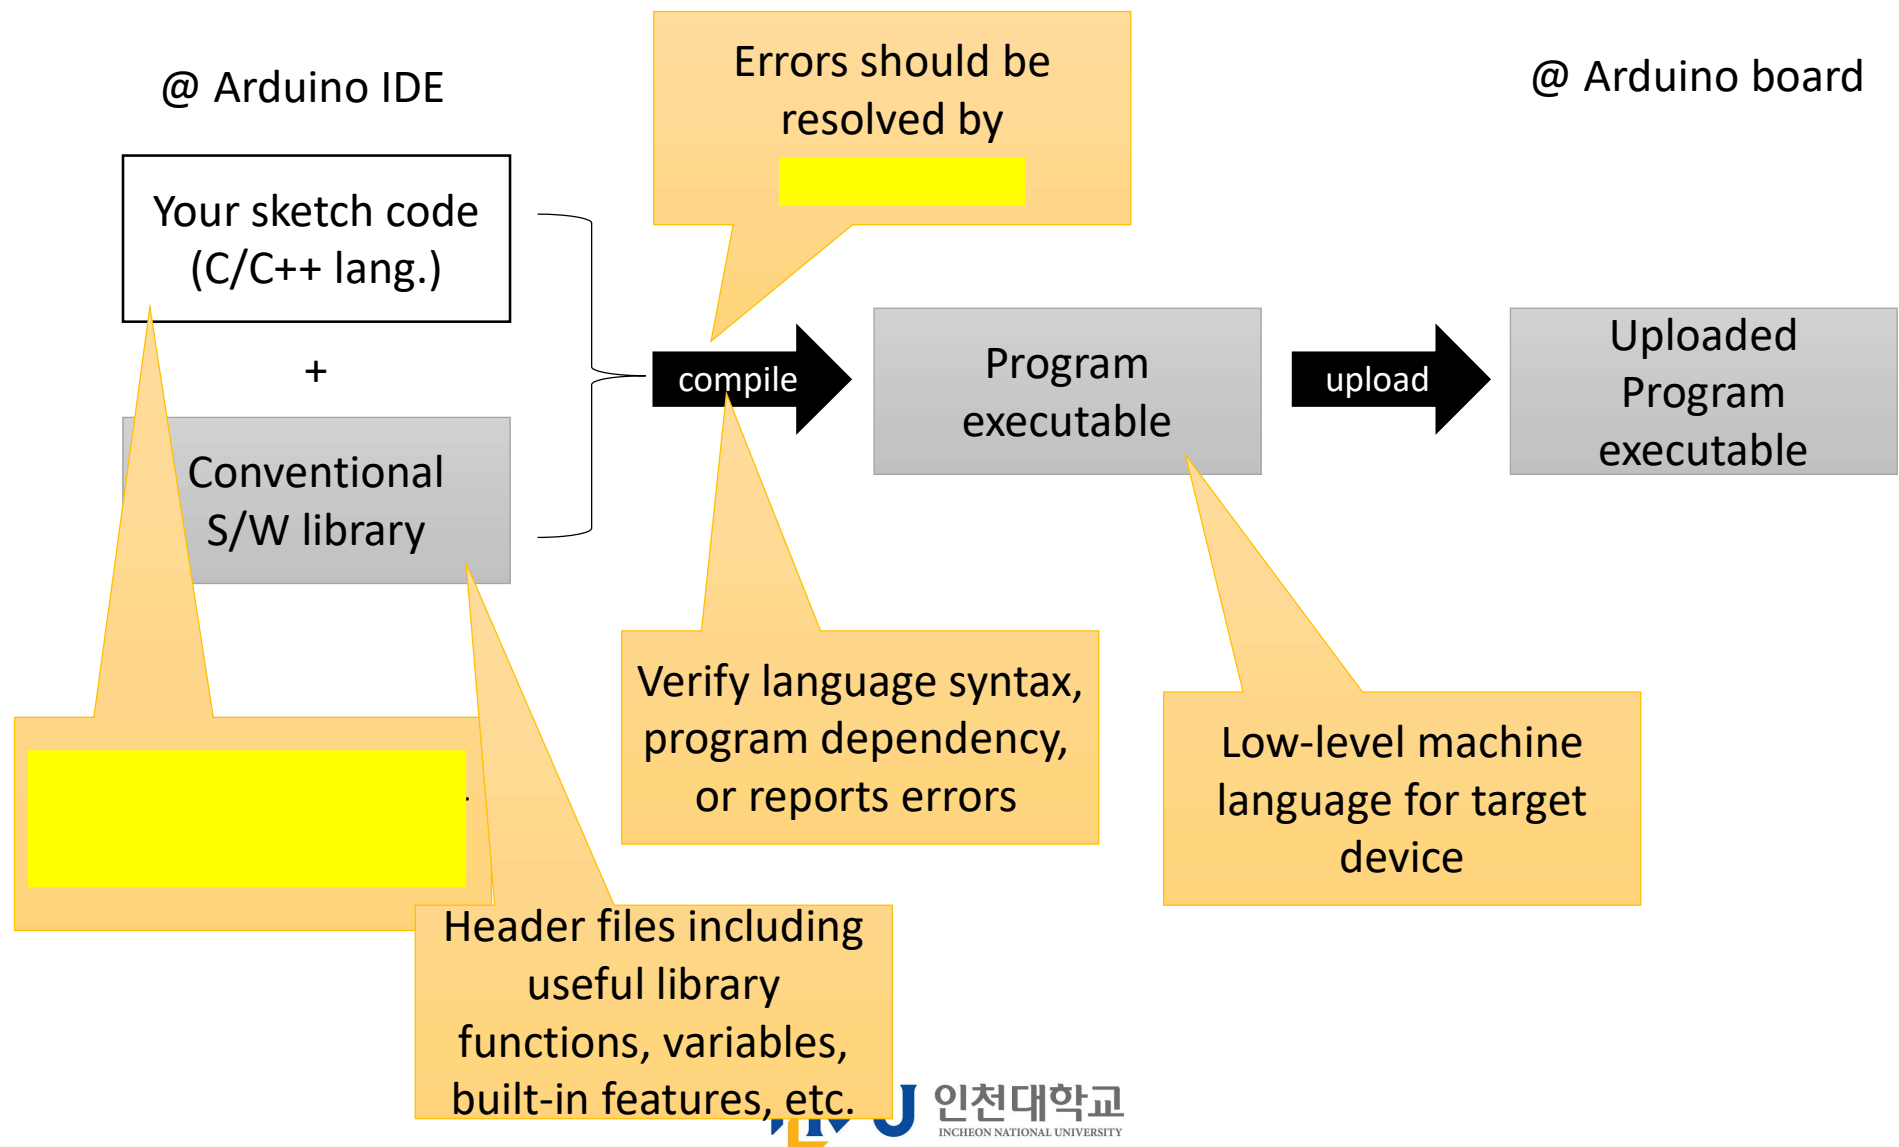 @ Arduino IDE
Errors should be
resolved by
@ Arduino board
Your sketch code
(C/C++ lang.)
+
Conventional
S/W library
compile
Program
executable
upload
Uploaded
Program
executable
Verify language syntax,
program dependency,
or reports errors
Low-level machine
language for target
device
Header files including
useful library
functions, variables,
built-in features, etc.
인천대학교
INCHEON NATIONAL UNIVERSITY